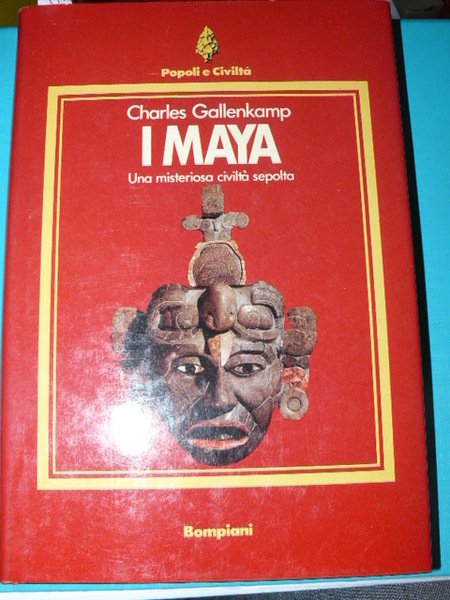 Popoli e Civiltà
Charles Gallenkamp
I MAYA
Una misteriosa civiltà sepolta
Bompiani